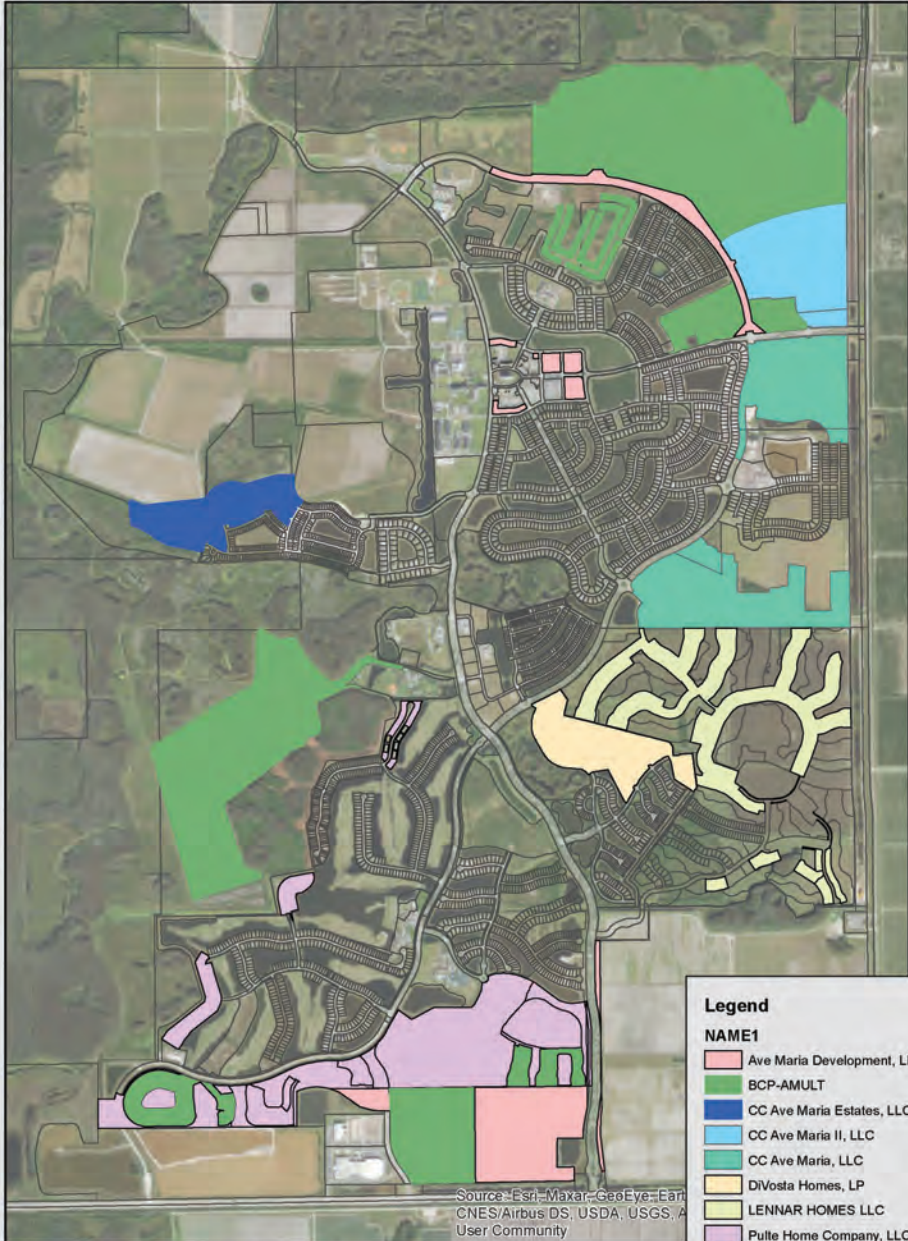 Legend
NAME1
Ave Maria Development, LL
BCP-AMULT
CC Ave Maria Estates, LLC
CC Ave Maria II, LLC
CC Ave Maria, LLC
DiVosta Homes, LP
LENNAR HOMES LLC
Pulte Home Company, LLC
Source: Esri, Maxar, GeoEye, Eart
CNES/Airbus DS, USDA, USGS, A
User Community